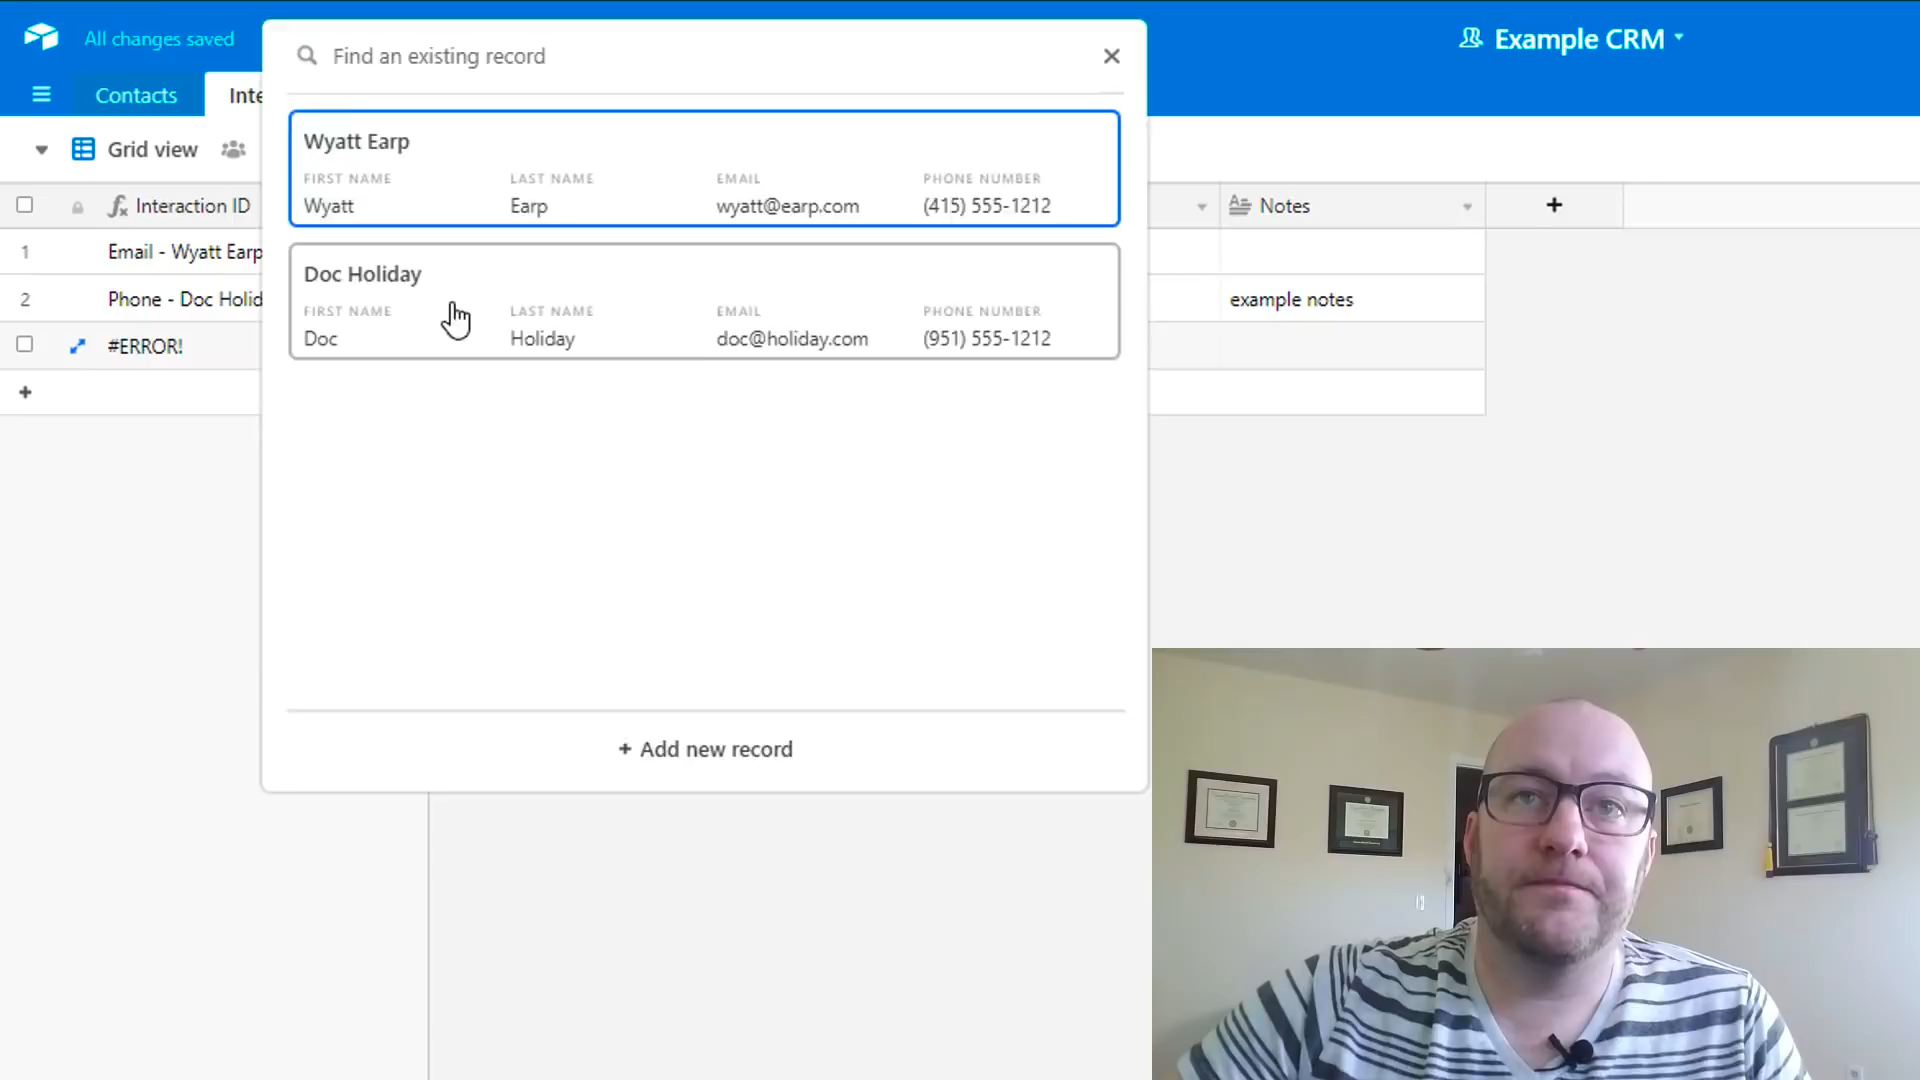 All changes saved
Find an existing record
Example CRM
Contacts
Inte
Grid view
Wyatt Earp
FIRST NAME LAST NAME EMAIL PHONE NUMBER
Wyatt Earp wyatt@earp.com (415) 555-1212
Interaction ID
Notes
1 Email - Wyatt Earp
2 Phone - Doc Holid
example notes
#ERROR!
Doc Holiday
FIRST NAME LAST NAME EMAIL PHONE NUMBER
Doc Holiday doc@holiday.com (951) 555-1212
+ Add new record